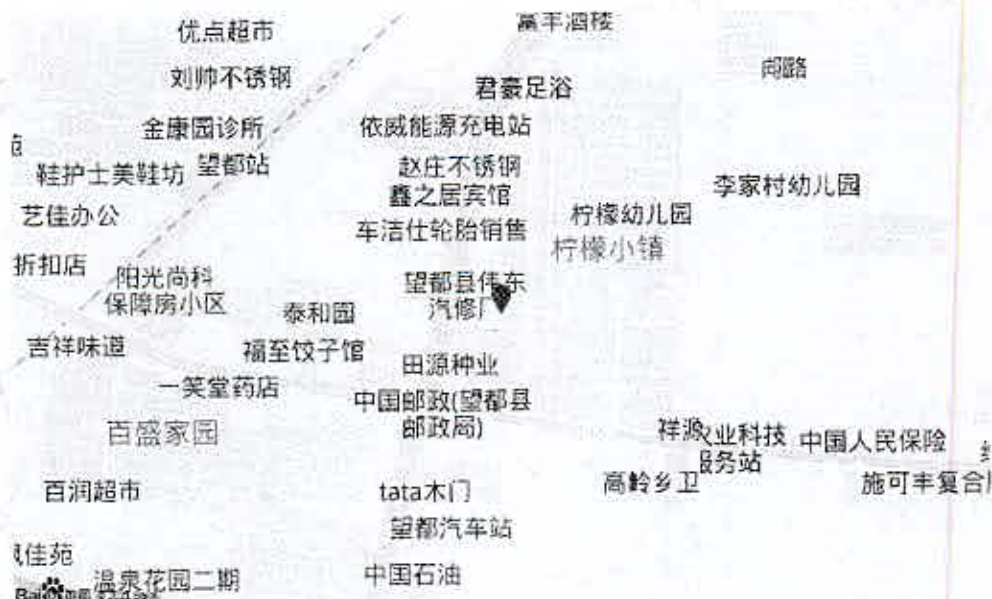 优点超市
富丰酒楼
刘帅不锈钢
君豪足浴
金康园诊所
依威能源充电站
望都站
鞋护士美鞋坊
赵庄不锈钢
鑫之居宾馆
李家村幼儿园
艺佳办公
柠檬幼儿园
车洁仕轮胎销售
柠檬小镇
折扣店
阳光尚科
保障房小区
望都县伟东
汽修厂
泰和园
吉祥味道
福至饺子馆
田源种业
一笑堂药店
中国邮政(望都县
邮政局)
百盛家园
祥源农业科技
服务站
中国人民保险
高岭乡卫
施可丰复合
百润超市
tata木门
望都汽车站
佳苑
温泉花园二期
中国石油